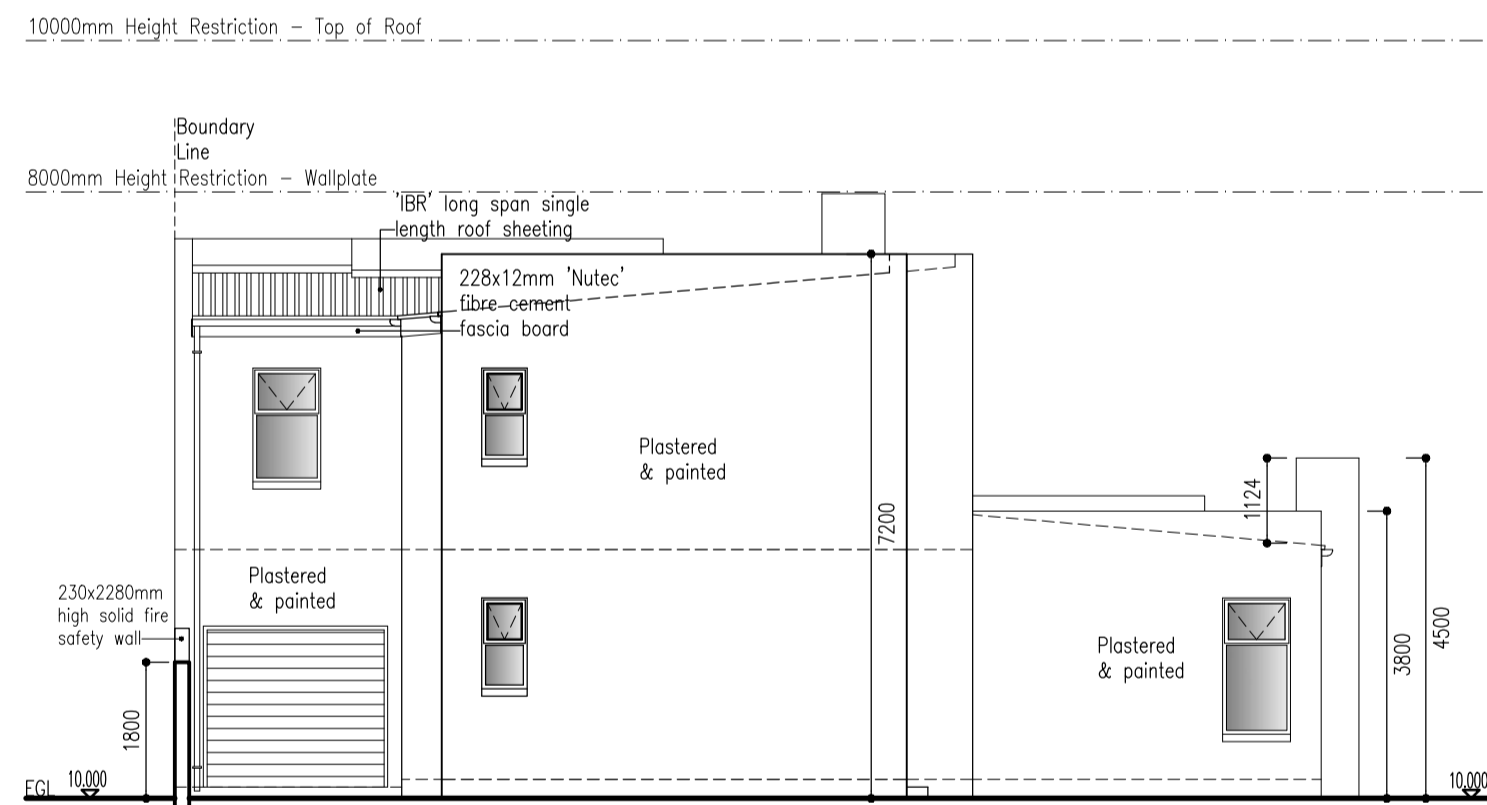 10000mm Height Restriction - Top of Roof
Boundary
Line
8000mm Height Restriction - Wallplate
'IBR' long span single
length roof sheeting
228x12mm 'Nutec'
fibre cement
fascia board
Plastered
& painted
7200
1124
Plastered
& painted
230x2280mm
high solid fire
safety wall
4500
3800
Plastered
& painted
1800
EGL 10,000
10,000